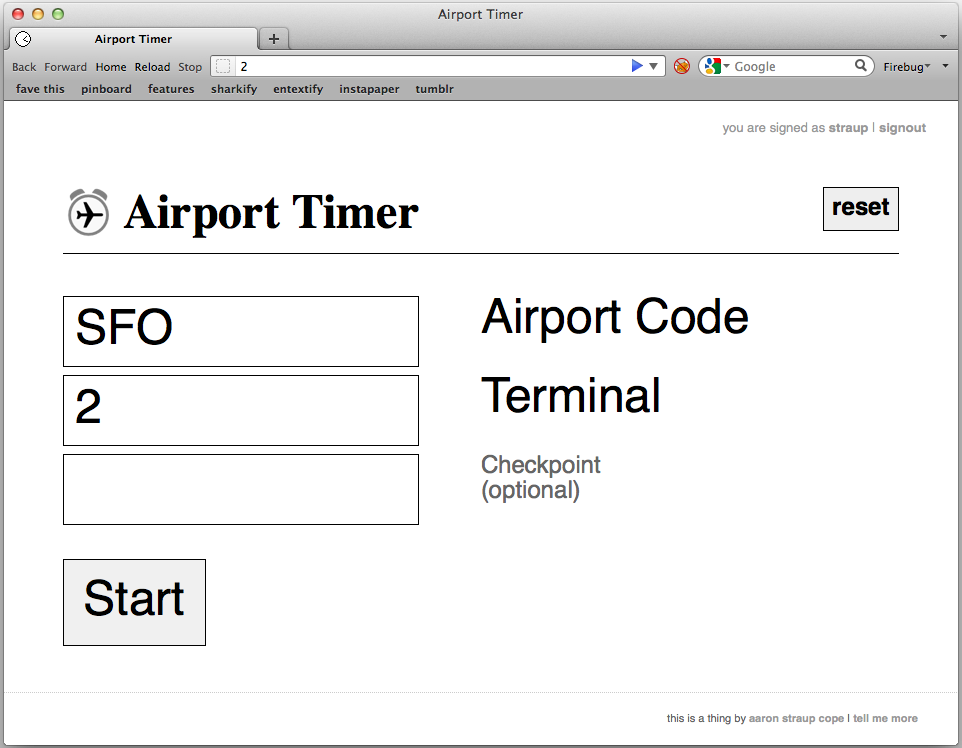 Airport Timer
Airport Timer
Back Forward Home Reload Stop 2 Google Firebug
fave this pinboard features sharkify entextify instapaper tumblr
you are signed as straup | signout
Airport Timer reset
SFO Airport Code
2 Terminal
Checkpoint
(optional)
Start
this is a thing by aaron straup cope | tell me more